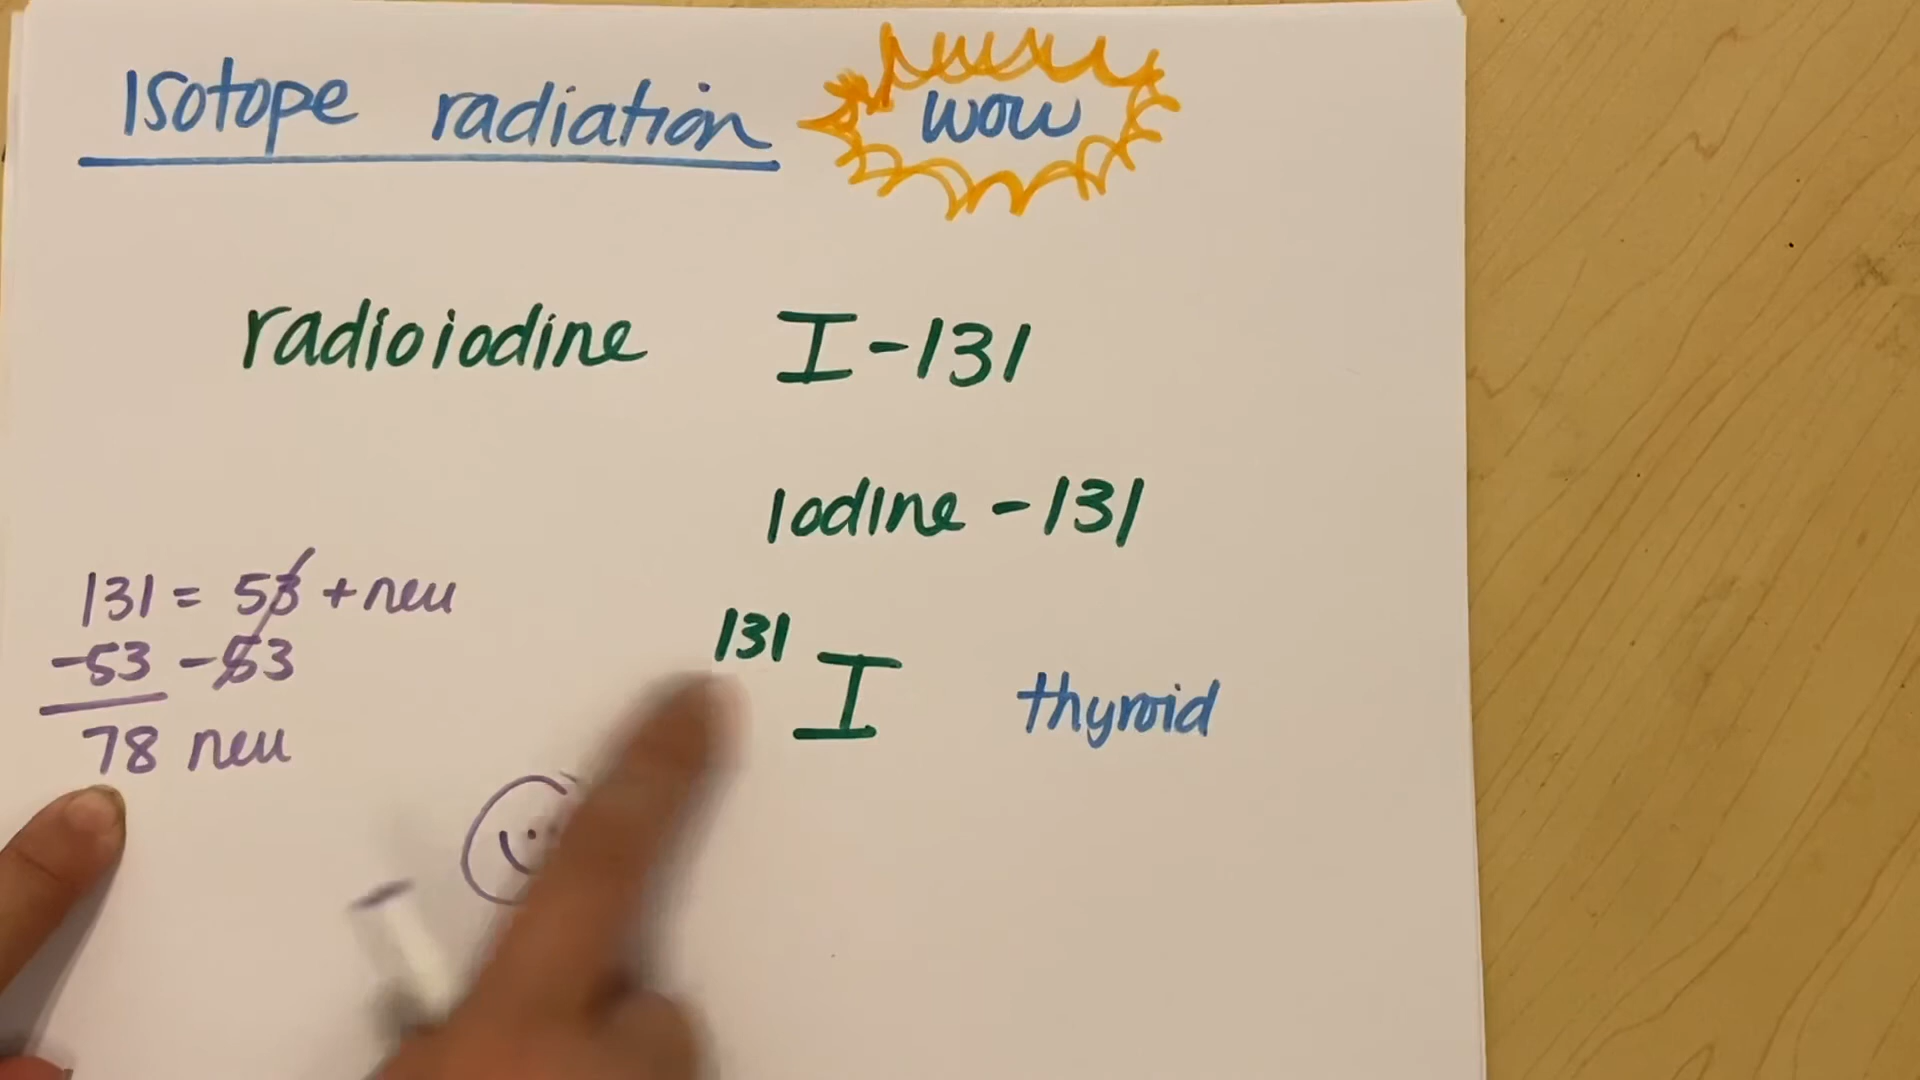 Isotope radiation wow
radioiodine I-131
Iodine-131
131 = 53 + neu
-53 -53
78 neu
131 I thyroid